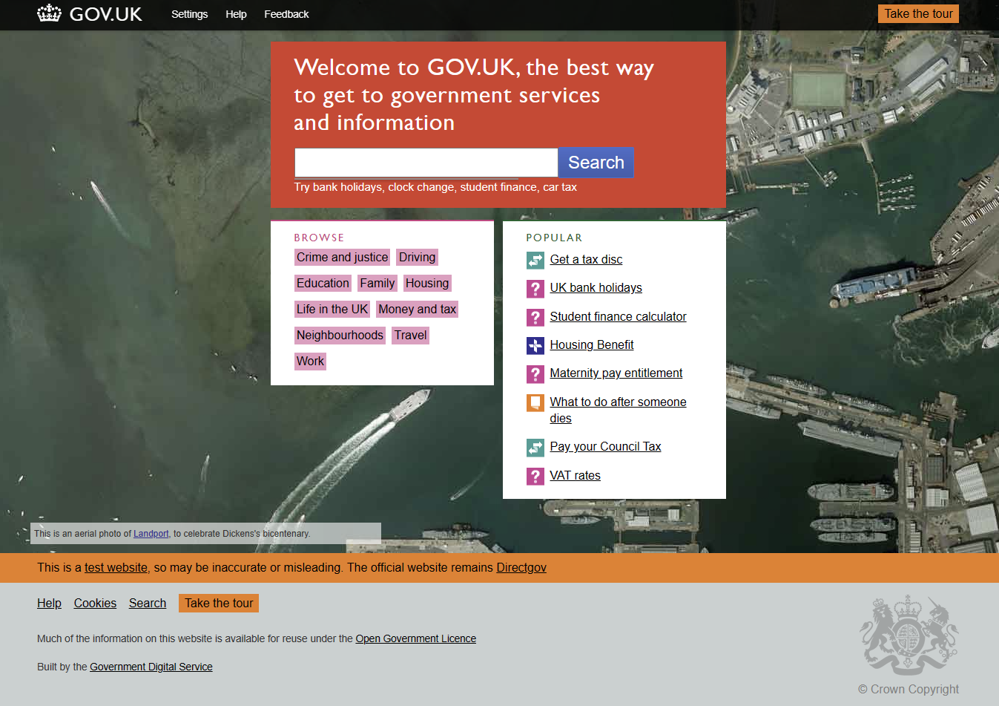 GOV.UK
Settings
Help
Feedback
Take the tour
Welcome to GOV.UK, the best way
to get to government services
and information
Search
Try bank holidays, clock change, student finance, car tax
BROWSE
Crime and justice Driving
Education Family Housing
Life in the UK Money and tax
Neighbourhoods Travel
Work
POPULAR
Get a tax disc
UK bank holidays
Student finance calculator
Housing Benefit
Maternity pay entitlement
What to do after someone
dies
Pay your Council Tax
VAT rates
This is an aerial photo of Landport, to celebrate Dickens's bicentenary.
This is a test website, so may be inaccurate or misleading. The official website remains Directgov
Help Cookies Search Take the tour
Much of the information on this website is available for reuse under the Open Government Licence
Built by the Government Digital Service
© Crown Copyright